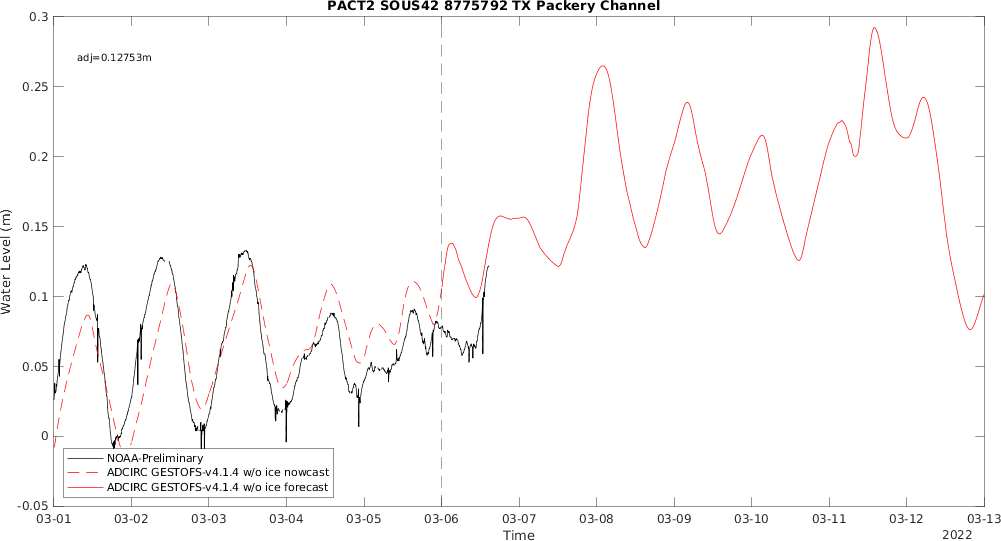 PACT2 SOUS42 8775792 TX Packery Channel
adj=0.12753m
Water Level (m)
0.3
0.25
0.2
0.15
0.1
0.05
0
-0.05
NOAA-Preliminary
ADCIRC GESTOFS-v4.1.4 w/o ice nowcast
ADCIRC GESTOFS-v4.1.4 w/o ice forecast
03-01 03-02 03-03 03-04 03-05 03-06 03-07 03-08 03-09 03-10 03-11 03-12 03-13
Time
2022